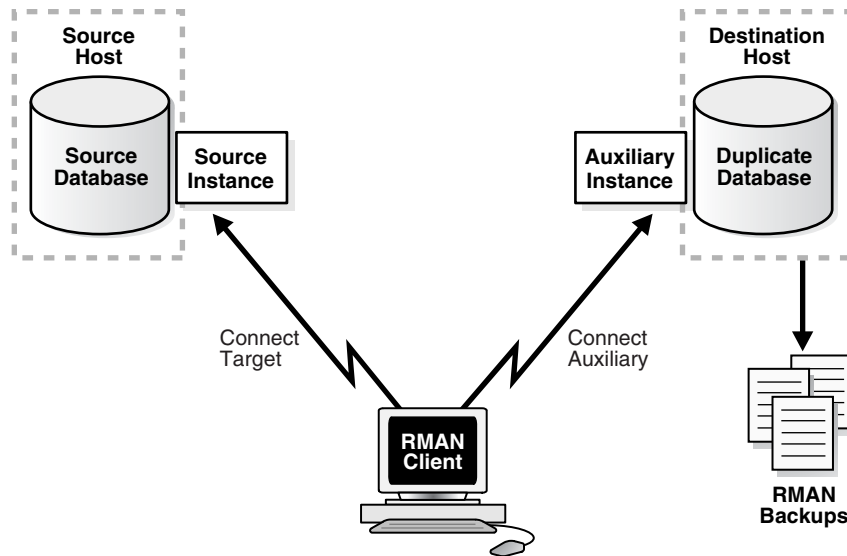 Source
Host
Destination
Host
Source
Database
Source
Instance
Auxiliary
Instance
Duplicate
Database
Connect
Target
Connect
Auxiliary
RMAN
Client
RMAN
Backups